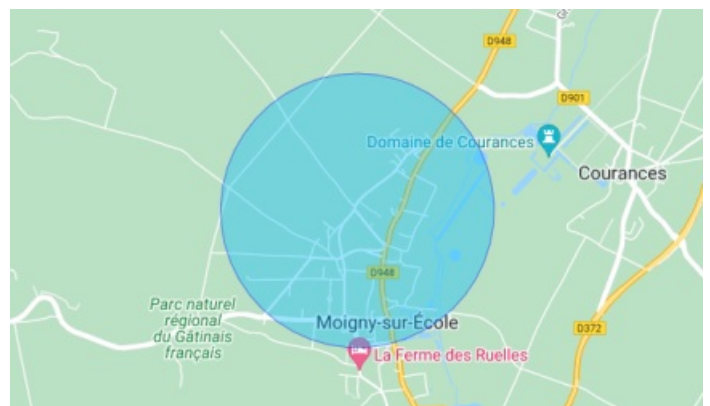 D948
D901
Domaine de Courances
Courances
D948
Parc naturel
régional
du Gâtinais
français
Moigny-sur-École
D372
La Ferme des Ruelles